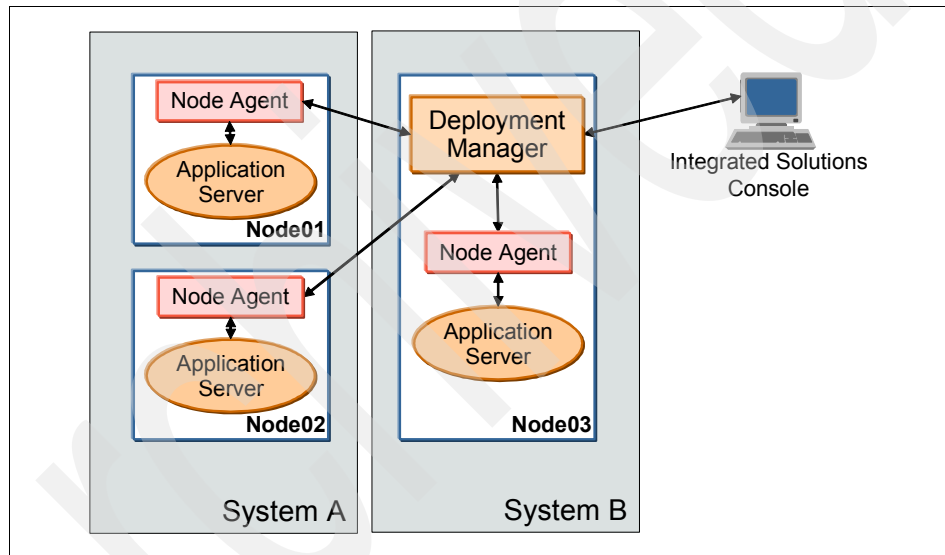 Node Agent
Application
Server
Node01
Node Agent
Application
Server
Node02
System A
Deployment
Manager
Node Agent
Application
Server
Node03
System B
Integrated Solutions
Console